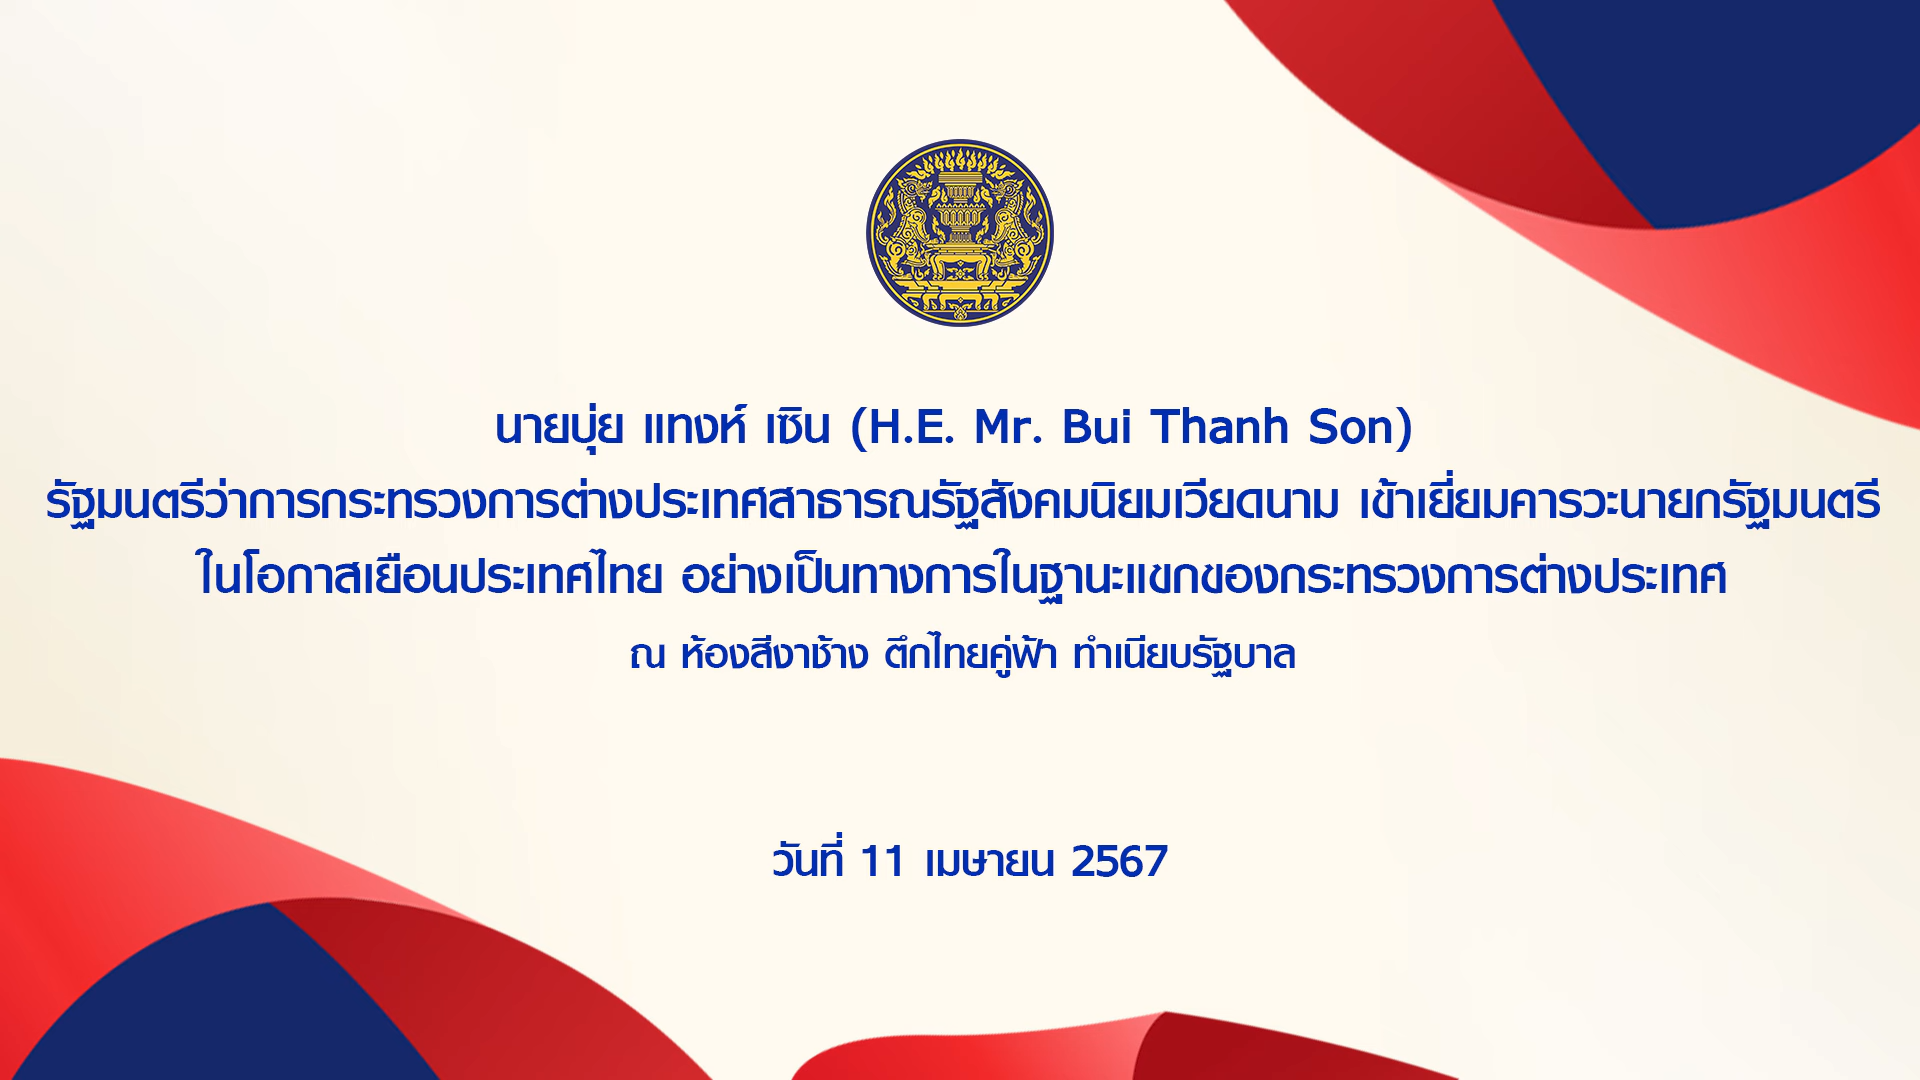 นายบุ่ย แทงห์ เซิน (H.E. Mr. Bui Thanh Son)
รัฐมนตรีว่าการกระทรวงการต่างประเทศสาธารณรัฐสังคมนิยมเวียดนาม เข้าเยี่ยมคารวะนายกรัฐมนตรี
ในโอกาสเยือนประเทศไทย อย่างเป็นทางการในฐานะแขกของกระทรวงการต่างประเทศ
ณ ห้องสีงาช้าง ตึกไทยคู่ฟ้า ทำเนียบรัฐบาล
วันที่ 11 เมษายน 2567